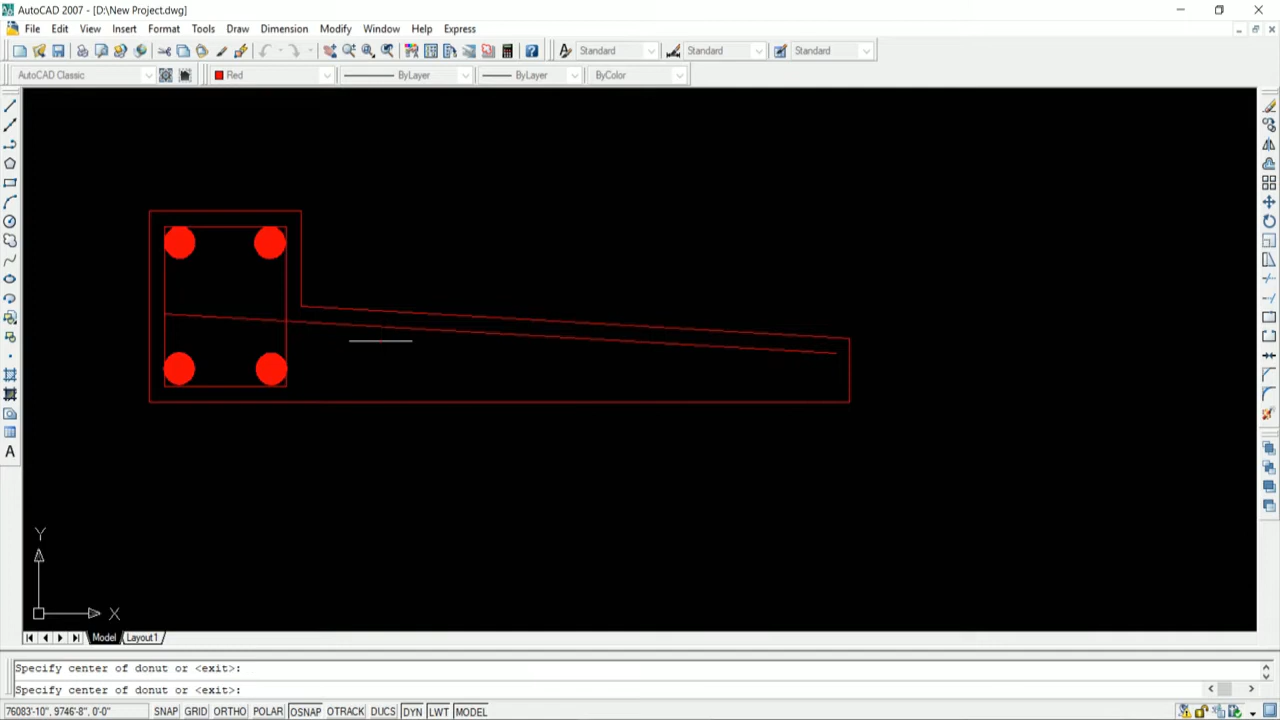 AutoCAD 2007 - [D:\New Project.dwg]
File Edit View Insert Format Tools Draw Dimension Modify Window Help Express
Standard Standard Standard
AutoCAD Classic Red ByLayer ByLayer ByColor
A
Y
X
Model Layout1
Specify center of donut or <exit>:
Specify center of donut or <exit>:
76083'-10", 9746'-8", 0'-0" SNAP GRID ORTHO POLAR OSNAP OTRACK DUCS DYN LWT MODEL